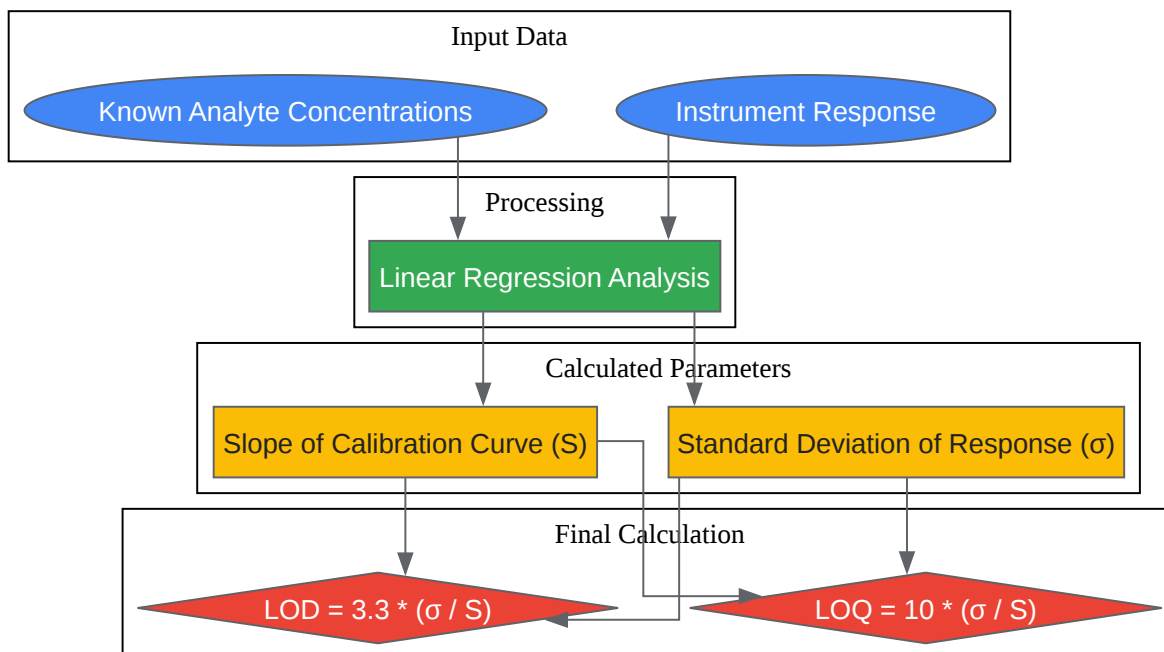 Input Data
Known Analyte Concentrations
Instrument Response
Processing
Linear Regression Analysis
Calculated Parameters
Slope of Calibration Curve (S)
Standard Deviation of Response (σ)
Final Calculation
LOD = 3.3 * (σ / S)
LOQ = 10 * (σ / S)